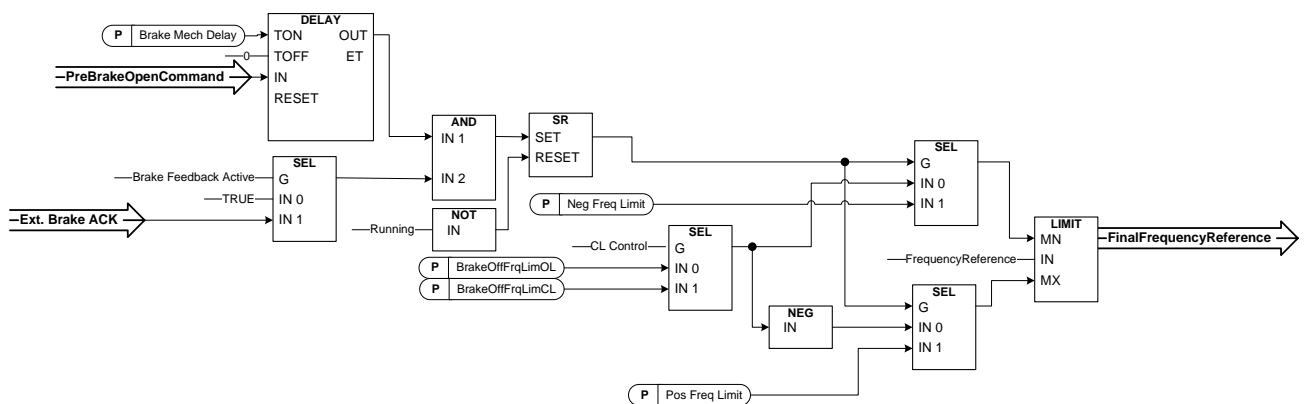 DELAY
P Brake Mech Delay
TON OUT
0 TOFF ET
PreBrakeOpenCommand
IN
RESET
AND
IN 1
IN 2
SR
SET
RESET
SEL
Brake Feedback Active
G
TRUE
IN 0
Ext. Brake ACK
IN 1
NOT
Running
IN
SEL
G
IN 0
IN 1
P Neg Freq Limit
SEL
CL Control
G
P BrakeOffFrqLimOL
IN 0
P BrakeOffFrqLimCL
IN 1
LIMIT
MN
FrequencyReference
IN
MX
FinalFrequencyReference
NEG
IN
SEL
G
IN 0
IN 1
P Pos Freq Limit